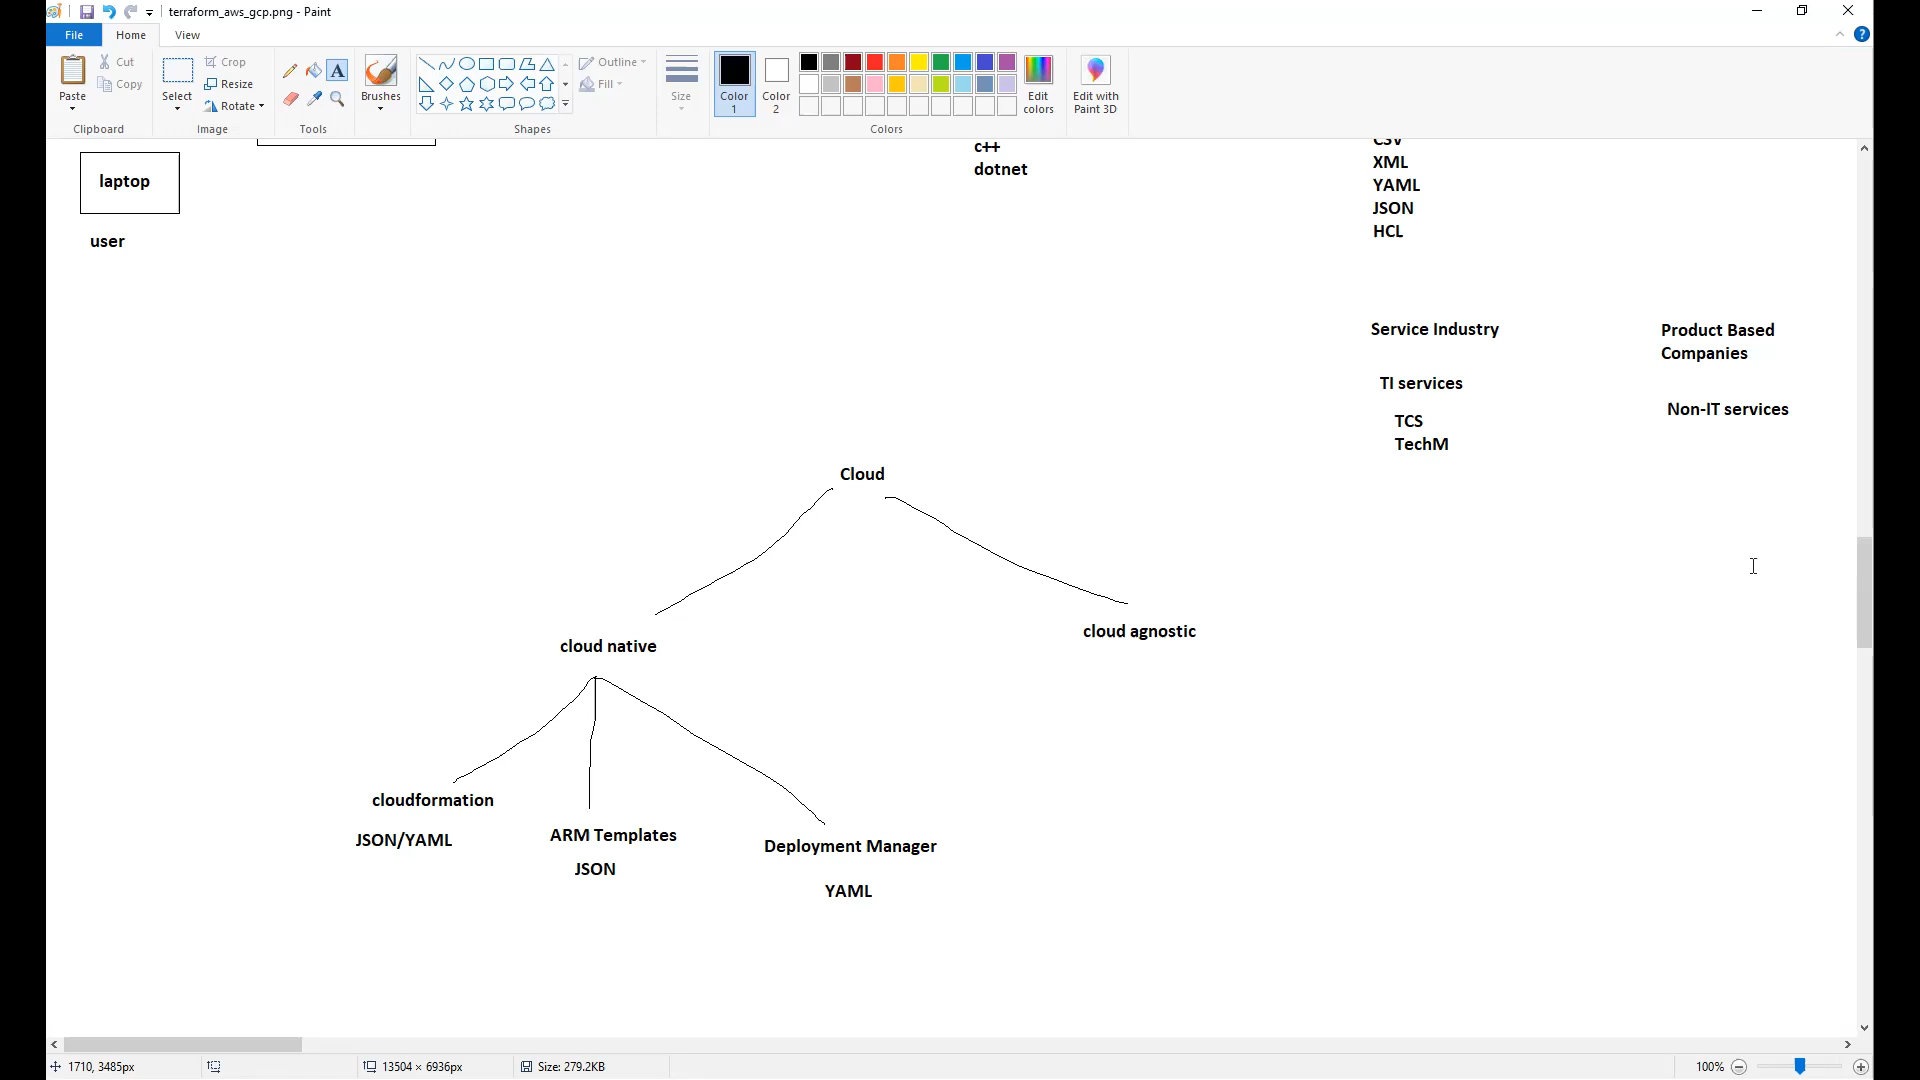 terraform_aws_gcp.png - Paint
File
Home
View
Paste
Cut
Copy
Clipboard
Select
Crop
Resize
Rotate
Image
A
Tools
Brushes
Shapes
Outline
Fill
Size
Color
1
Color
2
Edit
colors
Colors
Edit with
Paint 3D
laptop
user
c++
dotnet
CSV
XML
YAML
JSON
HCL
Service Industry
TI services
TCS
TechM
Product Based
Companies
Non-IT services
Cloud
cloud native
cloud agnostic
cloudformation
JSON/YAML
ARM Templates
JSON
Deployment Manager
YAML
1710, 3485px
13504 × 6936px
Size: 279.2KB
100%